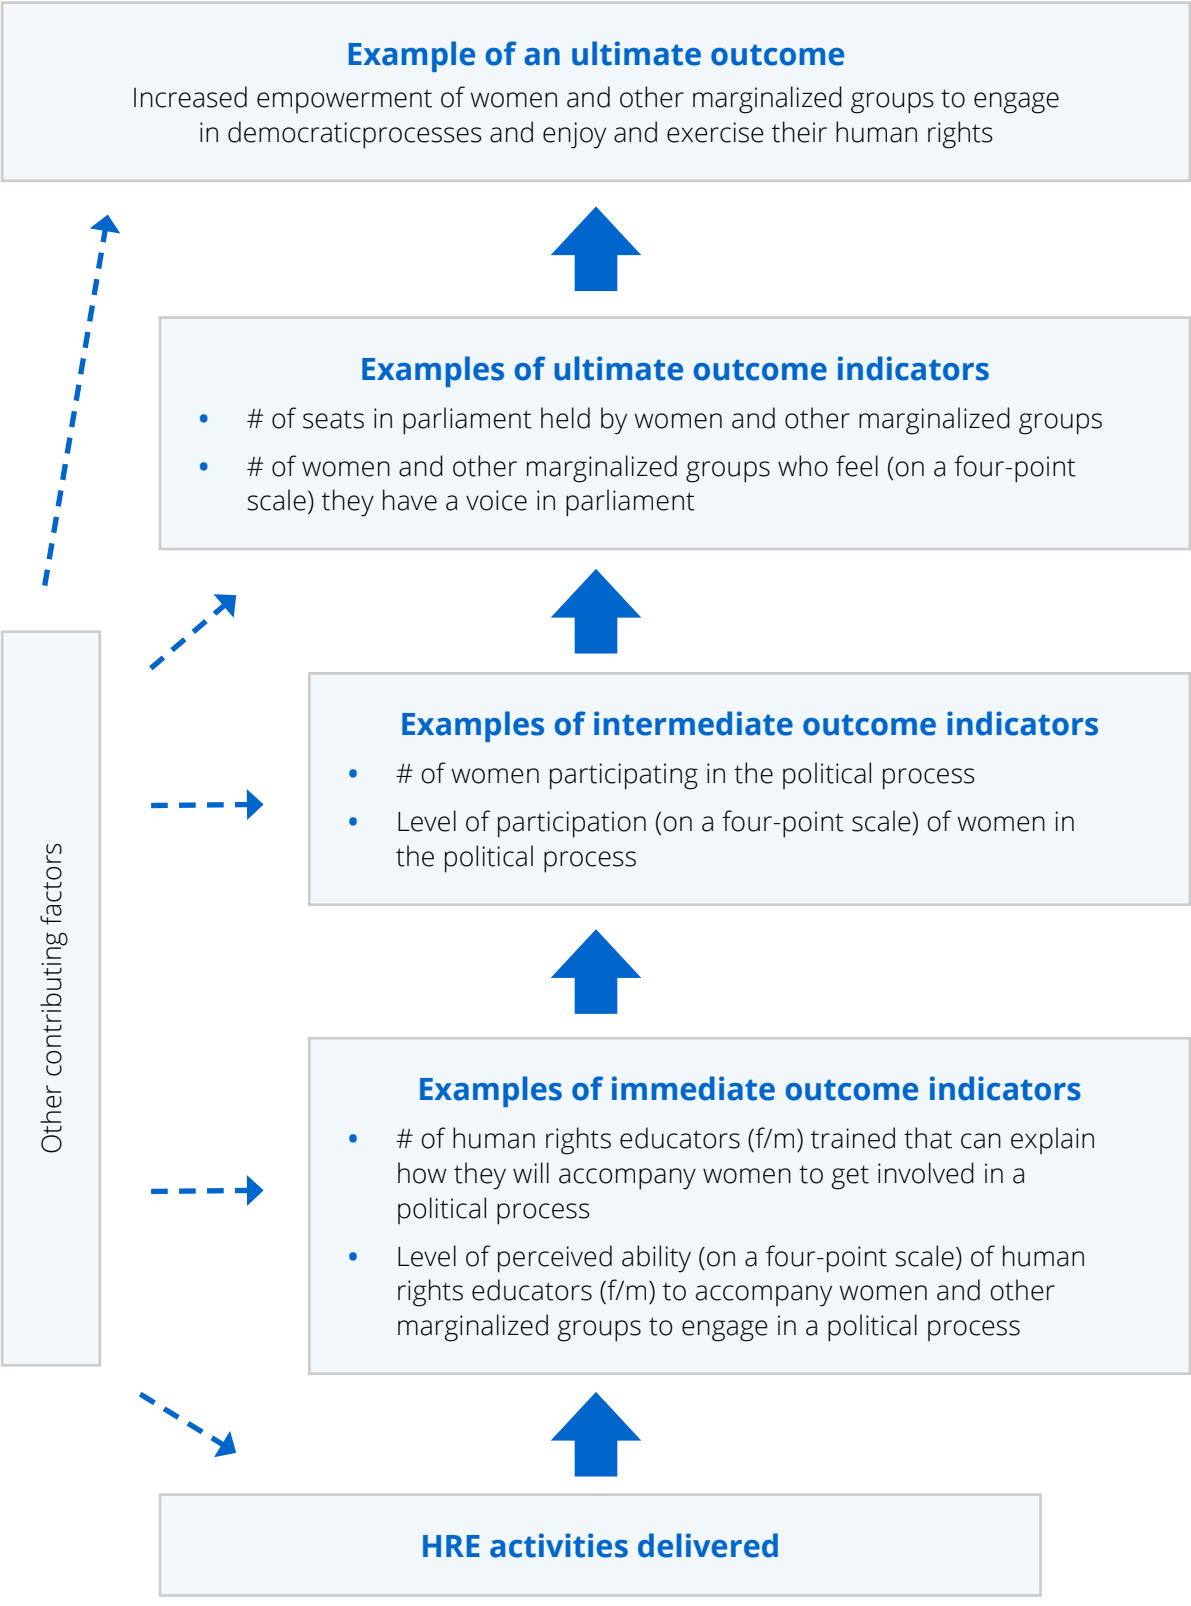 Example of an ultimate outcome
Increased empowerment of women and other marginalized groups to engage
in democraticprocesses and enjoy and exercise their human rights
Examples of ultimate outcome indicators
• # of seats in parliament held by women and other marginalized groups
• # of women and other marginalized groups who feel (on a four-point
scale) they have a voice in parliament
Examples of intermediate outcome indicators
• # of women participating in the political process
• Level of participation (on a four-point scale) of women in
the political process
Other contributing factors
Examples of immediate outcome indicators
• # of human rights educators (f/m) trained that can explain
how they will accompany women to get involved in a
political process
• Level of perceived ability (on a four-point scale) of human
rights educators (f/m) to accompany women and other
marginalized groups to engage in a political process
HRE activities delivered